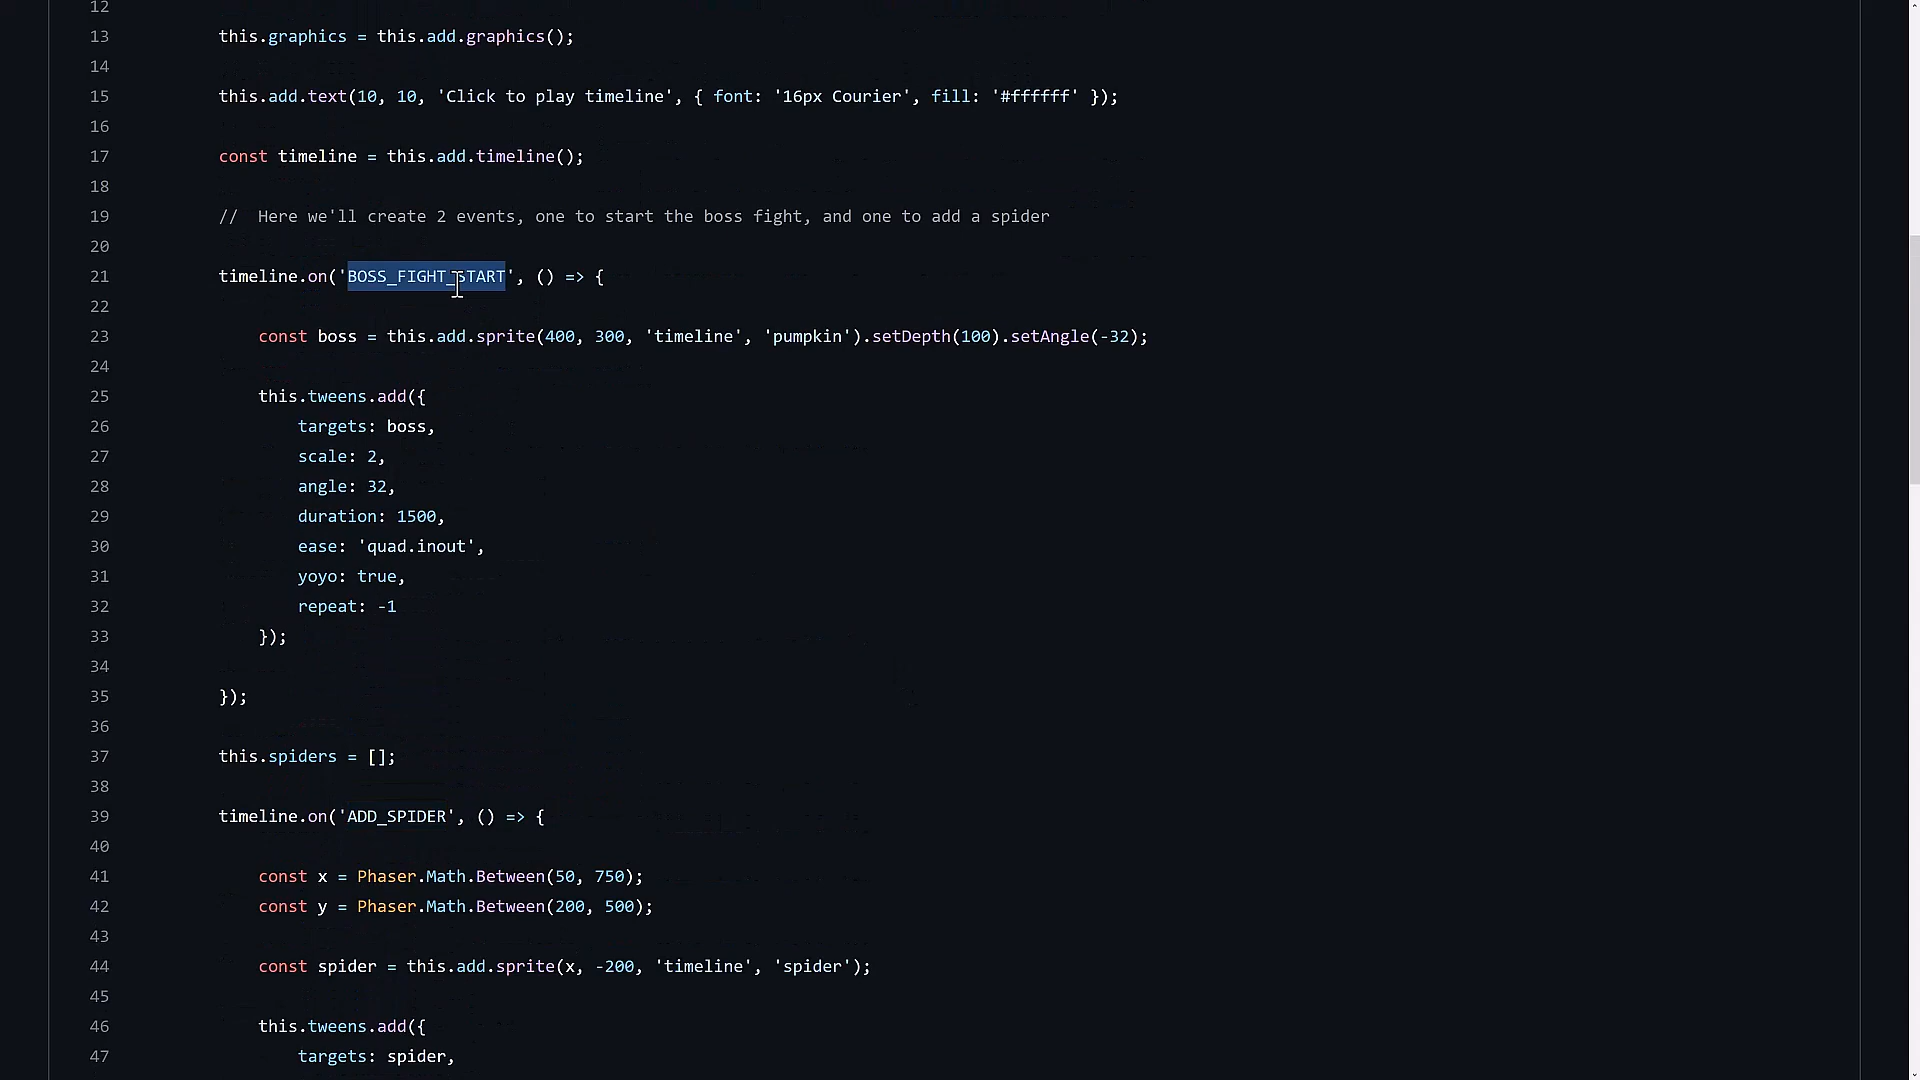 12
13 this.graphics = this.add.graphics();
14
15 this.add.text(10, 10, 'Click to play timeline', { font: '16px Courier', fill: '#ffffff' });
16
17 const timeline = this.add.timeline();
18
19 //  Here we'll create 2 events, one to start the boss fight, and one to add a spider
20
21 timeline.on('BOSS_FIGHT_START', () => {
22
23     const boss = this.add.sprite(400, 300, 'timeline', 'pumpkin').setDepth(100).setAngle(-32);
24
25     this.tweens.add({
26         targets: boss,
27         scale: 2,
28         angle: 32,
29         duration: 1500,
30         ease: 'quad.inout',
31         yoyo: true,
32         repeat: -1
33     });
34
35 });
36
37 this.spiders = [];
38
39 timeline.on('ADD_SPIDER', () => {
40
41     const x = Phaser.Math.Between(50, 750);
42     const y = Phaser.Math.Between(200, 500);
43
44     const spider = this.add.sprite(x, -200, 'timeline', 'spider');
45
46     this.tweens.add({
47         targets: spider,